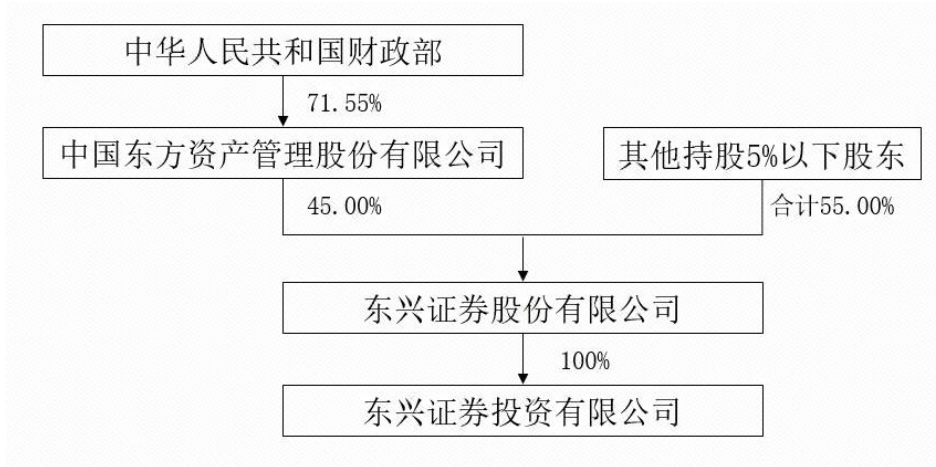 中华人民共和国财政部
71.55%
中国东方资产管理股份有限公司
其他持股5%以下股东
45.00%
合计55.00%
东兴证券股份有限公司
100%
东兴证券投资有限公司